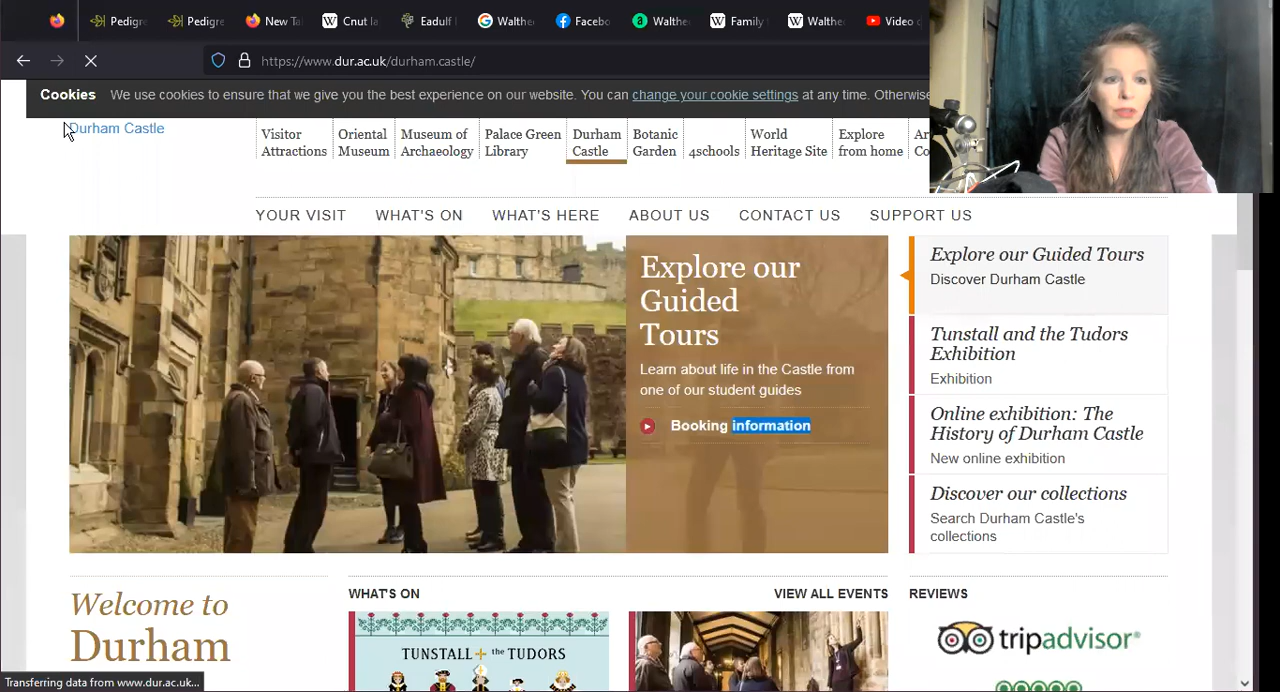 Pedigre
Pedigre
New Ta
Cnut la
Eadulf
Walthe
Facebo
Walthe
Family
Walthe
Video
https://www.dur.ac.uk/durham.castle/
Cookies We use cookies to ensure that we give you the best experience on our website. You can change your cookie settings at any time. Otherwise
Durham Castle
Visitor
Attractions
Oriental
Museum
Museum of
Archaeology
Palace Green
Library
Durham
Castle
Botanic
Garden
4schools
World
Heritage Site
Explore
from home
Ar
Co
YOUR VISIT WHAT'S ON WHAT'S HERE ABOUT US CONTACT US SUPPORT US
Explore our
Guided
Tours
Learn about life in the Castle from
one of our student guides
Booking information
Explore our Guided Tours
Discover Durham Castle
Tunstall and the Tudors
Exhibition
Exhibition
Online exhibition: The
History of Durham Castle
New online exhibition
Discover our collections
Search Durham Castle's
collections
Welcome to
Durham
WHAT'S ON VIEW ALL EVENTS
TUNSTALL the TUDORS
REVIEWS
tripadvisor®
Transferring data from www.dur.ac.uk...